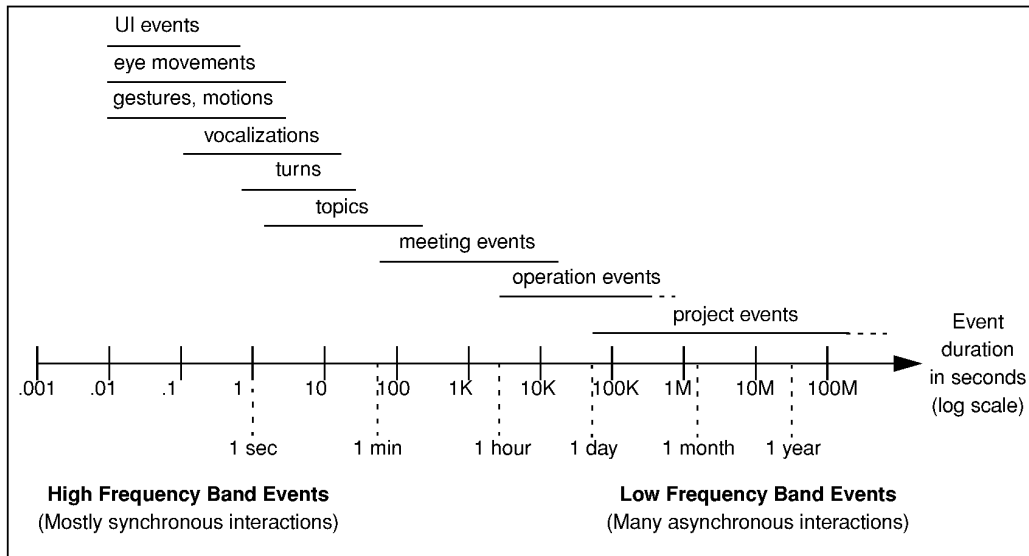 UI events
eye movements
gestures, motions
vocalizations
turns
topics
meeting events
operation events
project events
Event
duration
in seconds
(log scale)
.001 .01 .1 1 10 100 1K 10K 100K 1M 10M 100M
1 sec 1 min 1 hour 1 day 1 month 1 year
High Frequency Band Events Low Frequency Band Events
(Mostly synchronous interactions) (Many asynchronous interactions)